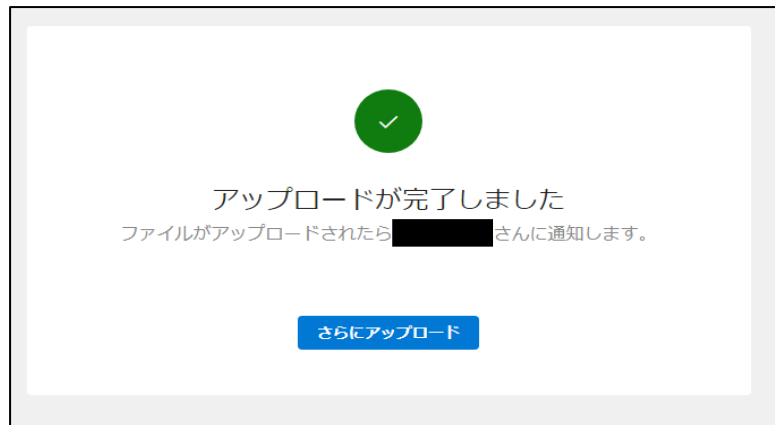 アップロードが完了しました
ファイルがアップロードされたら さんに通知します。
さらにアップロード